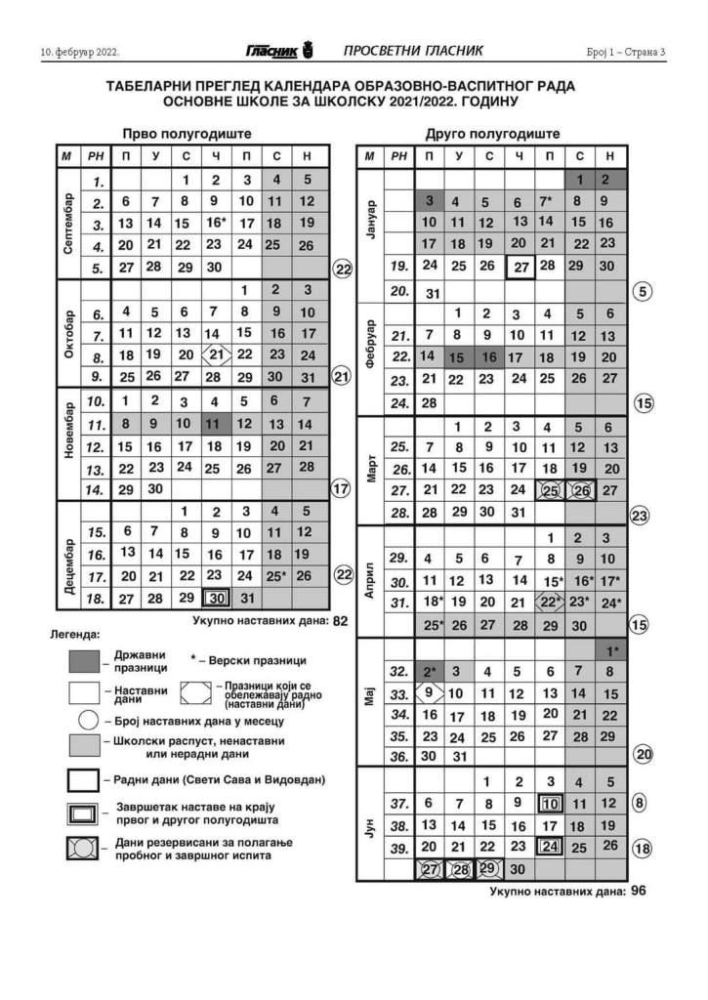 10. фебруар 2022.
Гласник
ПРОСВЕТНИ ГЛАСНИК
Број 1 – Страна 3
ТАБЕЛАРНИ ПРЕГЛЕД КАЛЕНДАРА ОБРАЗОВНО-ВАСПИТНОГ РАДА
ОСНОВНЕ ШКОЛЕ ЗА ШКОЛСКУ 2021/2022. ГОДИНУ
Прво полугодиште
М РН П У С Ч П С Н
Септембар
1. 1 2 3 4 5
2. 6 7 8 9 10 11 12
3. 13 14 15 16* 17 18 19
4. 20 21 22 23 24 25 26
5. 27 28 29 30
22
Октобар
1 2 3
6. 4 5 6 7 8 9 10
7. 11 12 13 14 15 16 17
8. 18 19 20 21 22 23 24
9. 25 26 27 28 29 30 31
21
Новембар
10. 1 2 3 4 5 6 7
11. 8 9 10 11 12 13 14
12. 15 16 17 18 19 20 21
13. 22 23 24 25 26 27 28
14. 29 30
17
Децембар
1 2 3 4 5
15. 6 7 8 9 10 11 12
16. 13 14 15 16 17 18 19
17. 20 21 22 23 24 25* 26
22
18. 27 28 29 30 31
Укупно наставних дана: 82
Легенда:
– Државни
празници
* – Верски празници
– Наставни
дани
– Празници који се
обележавају радно
(наставни дани)
– Број наставних дана у месецу
– Школски распуст, ненаставни
или нерадни дани
– Радни дани (Свети Сава и Видовдан)
– Завршетак наставе на крају
првог и другог полугодишта
– Дани резервисани за полагање
пробног и завршног испита
Друго полугодиште
М РН П У С Ч П С Н
Јануар
1 2
3 4 5 6 7* 8 9
10 11 12 13 14 15 16
17 18 19 20 21 22 23
19. 24 25 26 27 28 29 30
20. 31
5
Фебруар
1 2 3 4 5 6
21. 7 8 9 10 11 12 13
22. 14 15 16 17 18 19 20
23. 21 22 23 24 25 26 27
24. 28
15
Март
1 2 3 4 5 6
25. 7 8 9 10 11 12 13
26. 14 15 16 17 18 19 20
27. 21 22 23 24 25 26 27
28. 28 29 30 31
23
Април
1 2 3
29. 4 5 6 7 8 9 10
30. 11 12 13 14 15* 16* 17*
31. 18* 19 20 21 22* 23* 24*
25* 26 27 28 29 30
15
Мај
1*
32. 2* 3 4 5 6 7 8
33. 9 10 11 12 13 14 15
34. 16 17 18 19 20 21 22
35. 23 24 25 26 27 28 29
36. 30 31
20
Јун
1 2 3 4 5
37. 6 7 8 9 10 11 12
8
38. 13 14 15 16 17 18 19
39. 20 21 22 23 24 25 26
18
27 28 29 30
Укупно наставних дана: 96